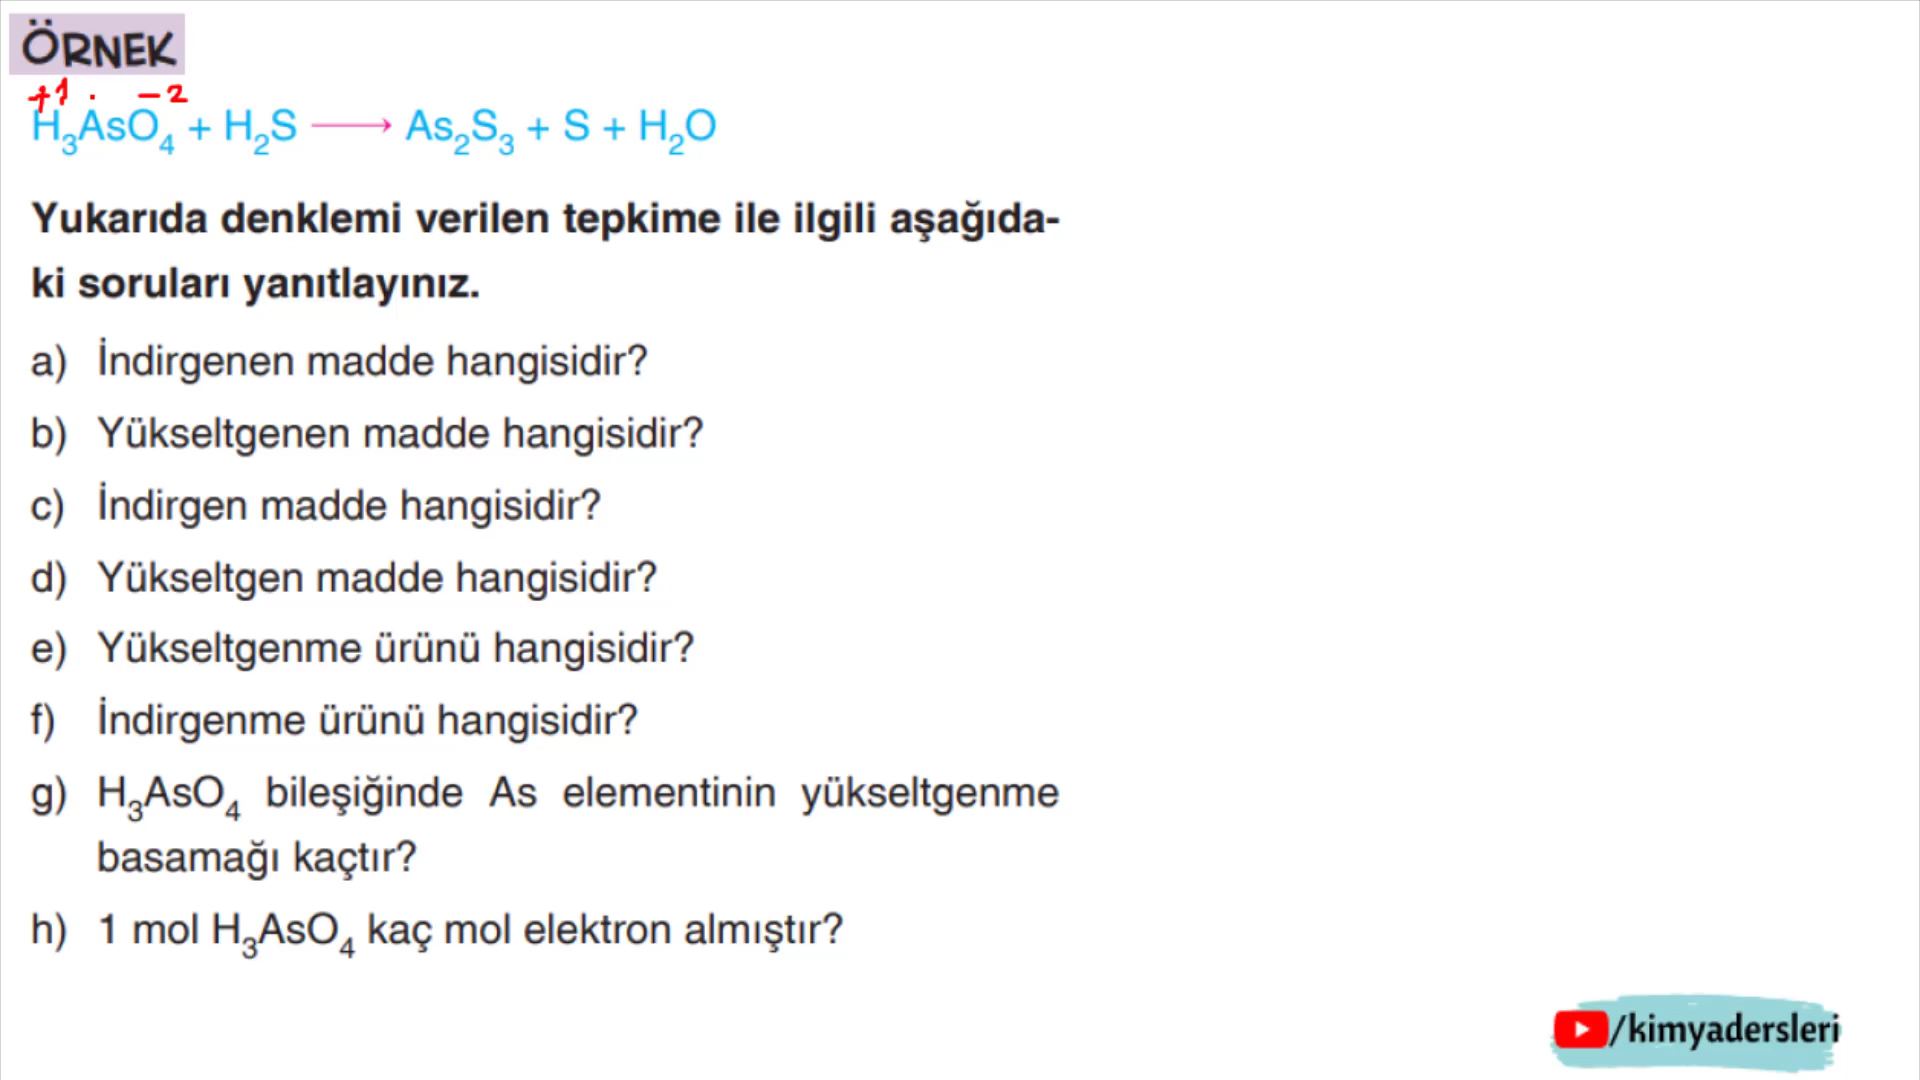 ÖRNEK
+1 . -2
H₃AsO₄ + H₂S ⟶ As₂S₃ + S + H₂O
Yukarıda denklemi verilen tepkime ile ilgili aşağıda-
ki soruları yanıtlayınız.
a) İndirgenen madde hangisidir?
b) Yükseltgenen madde hangisidir?
c) İndirgen madde hangisidir?
d) Yükseltgen madde hangisidir?
e) Yükseltgenme ürünü hangisidir?
f) İndirgenme ürünü hangisidir?
g) H₃AsO₄ bileşiğinde As elementinin yükseltgenme
basamağı kaçtır?
h) 1 mol H₃AsO₄ kaç mol elektron almıştır?
/kimyadersleri